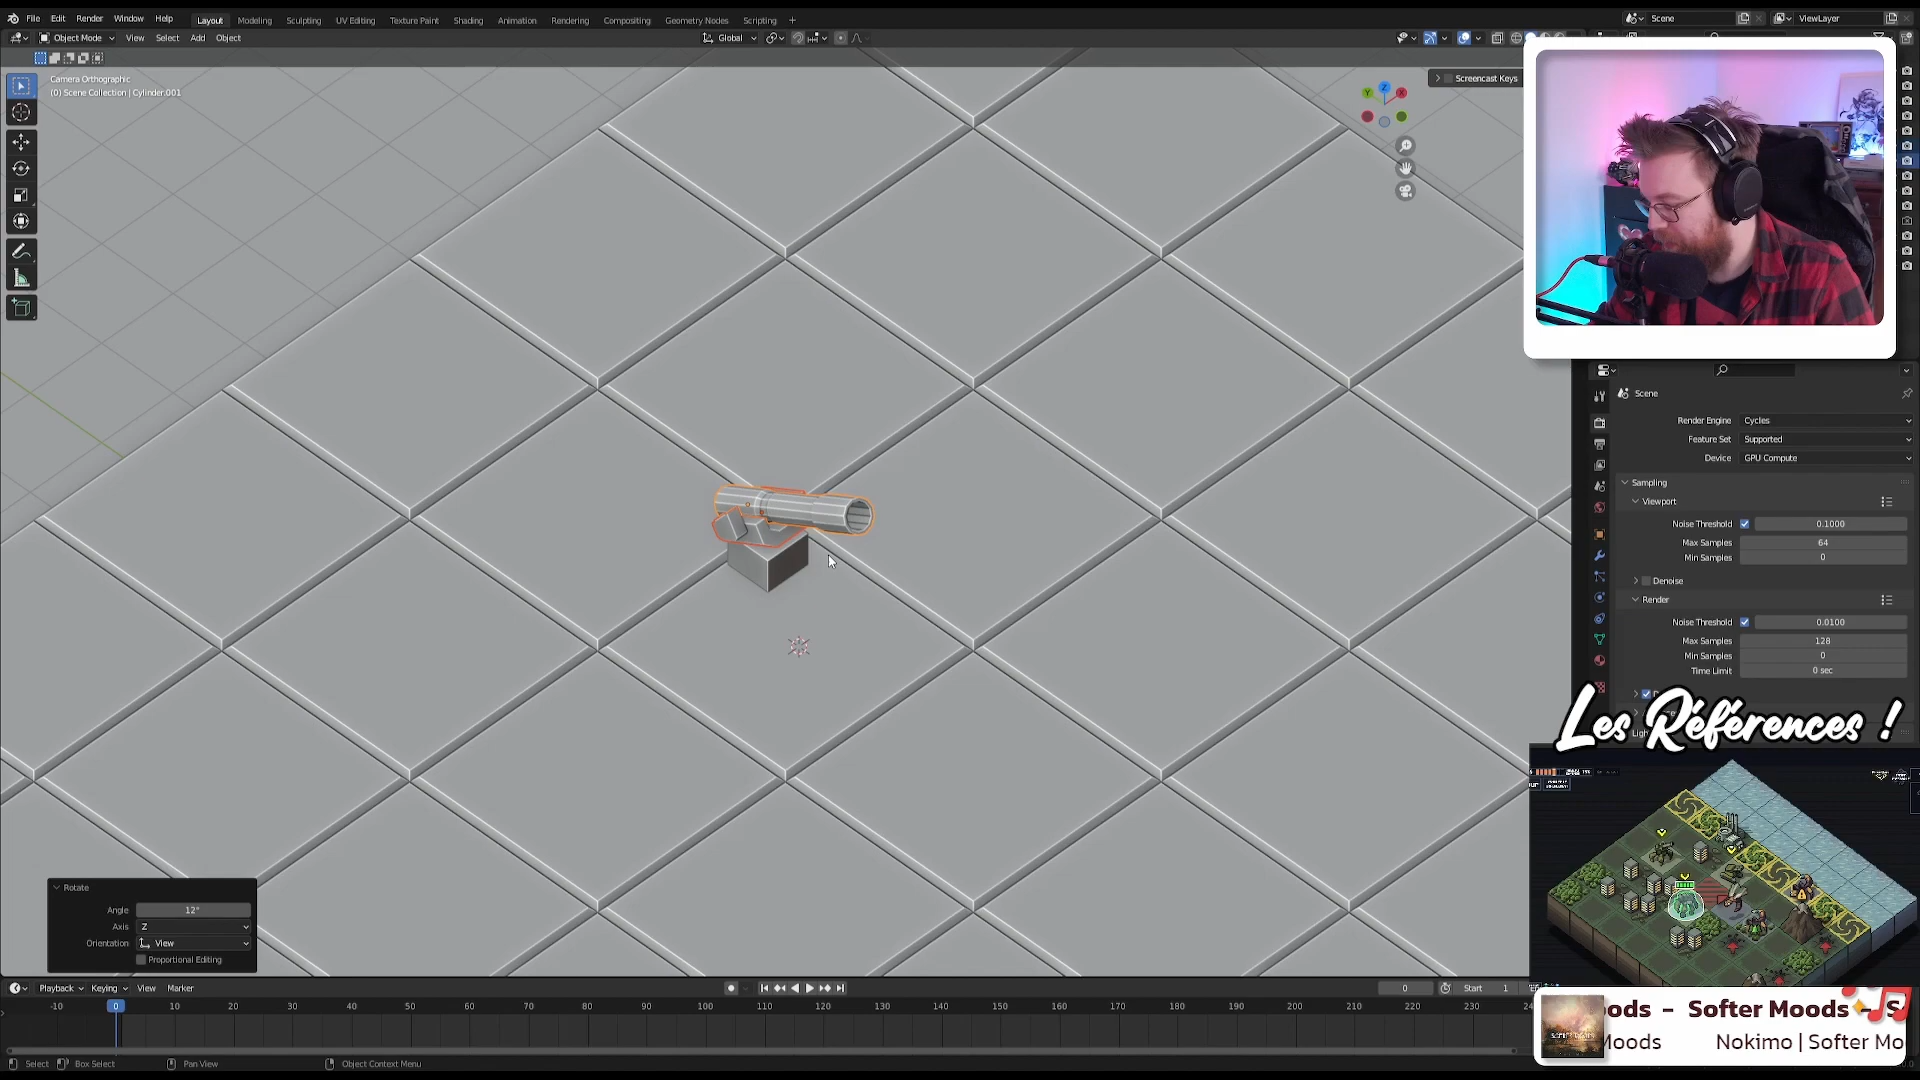 File Edit Render Window Help
Layout Modeling Sculpting UV Editing Texture Paint Shading Animation Rendering Compositing Geometry Nodes Scripting +
Scene
ViewLayer
Object Mode View Select Add Object
Global
Camera Orthographic
(0) Scene Collection | Cylinder.001
Screencast Keys
Y Z X
Scene
Render Engine Cycles
Feature Set Supported
Device GPU Compute
Sampling
Viewport
Noise Threshold 0.1000
Max Samples 64
Min Samples 0
Denoise
Render
Noise Threshold 0.0100
Max Samples 128
Min Samples 0
Time Limit 0 sec
Les Références !
Rotate
Angle 12°
Axis Z
Orientation View
Proportional Editing
Playback Keying View Marker
0 Start 1
-10 0 10 20 30 40 50 60 70 80 90 100 110 120 130 140 150 160 170 180 190 200 210 220 230
Select Box Select Pan View Object Context Menu
oods - Softer Moods - S
Moods Nokimo | Softer Mo